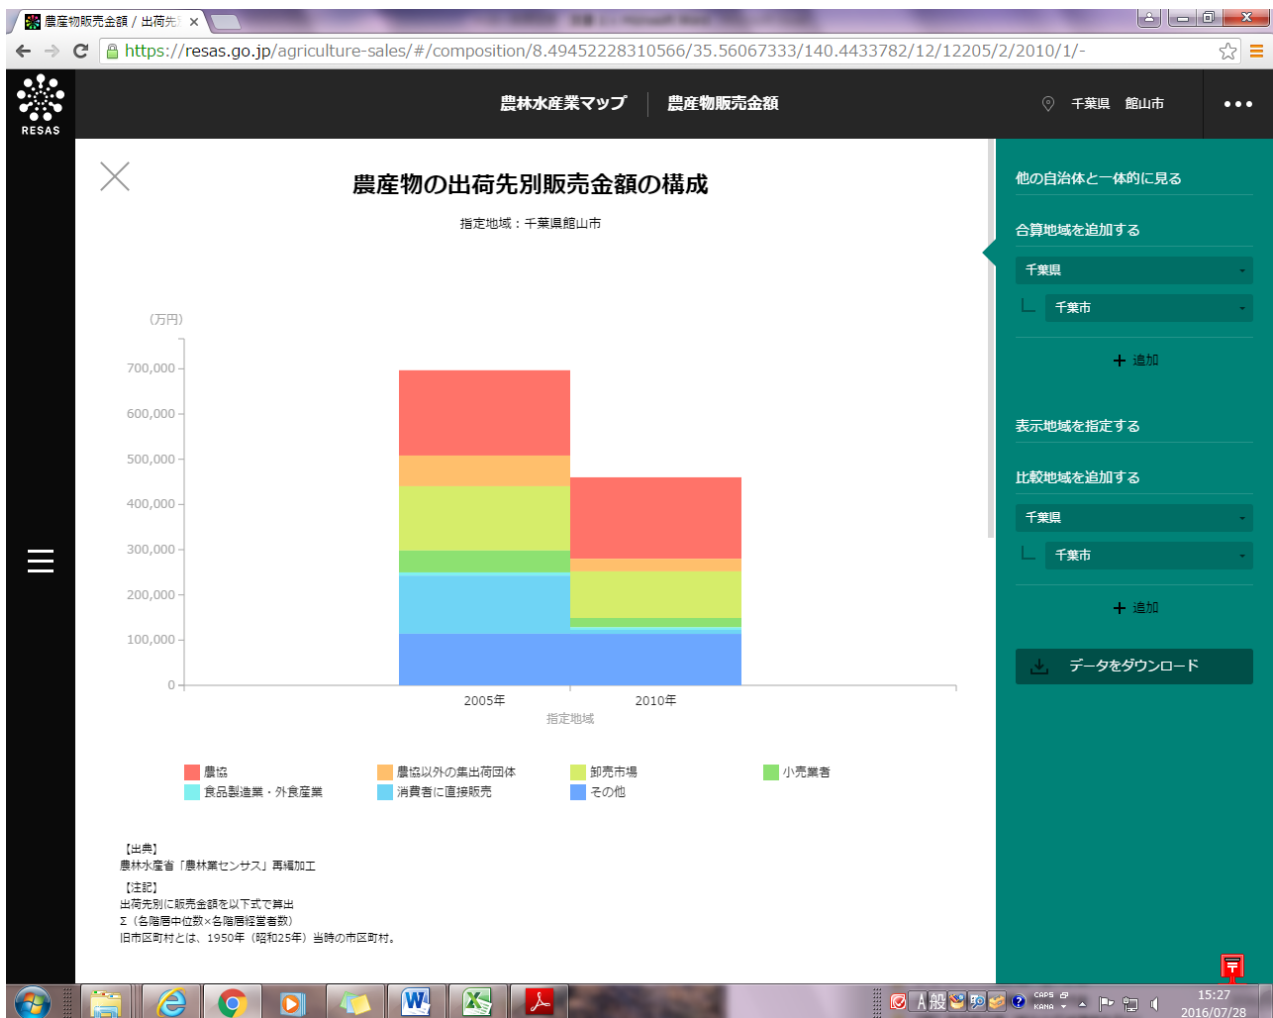 農産物販売金額 / 出荷先
https://resas.go.jp/agriculture-sales/#/composition/8.49452228310566/35.56067333/140.4433782/12/12205/2/2010/1/-
RESAS
農林水産業マップ
農産物販売金額
千葉県 館山市
農産物の出荷先別販売金額の構成
指定地域：千葉県館山市
(万円)
700,000
600,000
500,000
400,000
300,000
200,000
100,000
0
2005年
2010年
指定地域
農協
農協以外の集出荷団体
卸売市場
小売業者
食品製造業・外食産業
消費者に直接販売
その他
【出典】
農林水産省「農林業センサス」再編加工
【注記】
出荷先別に販売金額を以下式で算出
Σ（各階層中位数×各階層経営者数）
旧市区町村とは、1950年（昭和25年）当時の市区町村。
他の自治体と一体的に見る
合算地域を追加する
千葉県
千葉市
+ 追加
表示地域を指定する
比較地域を追加する
千葉県
千葉市
+ 追加
データをダウンロード
A 般
CAPS
KANA
15:27
2016/07/28